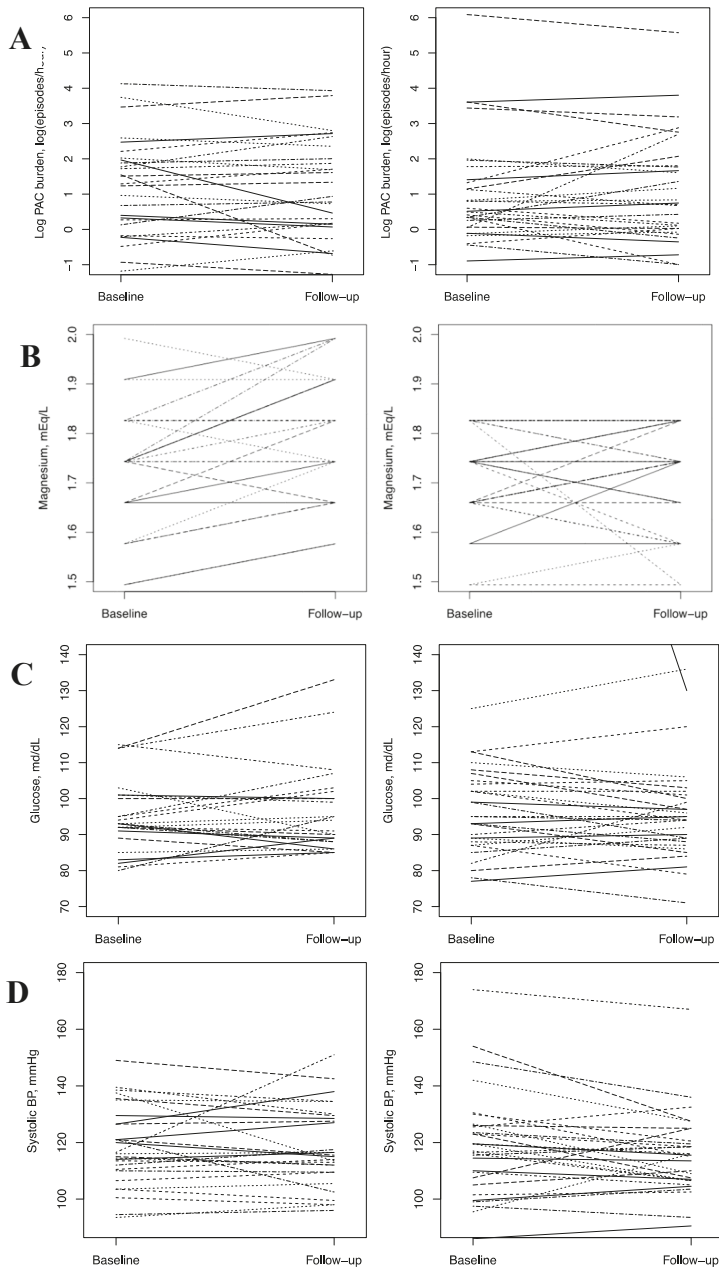 A
Log PAC burden, log(episodes/hour)
6
5
4
3
2
1
0
−1
Baseline Follow−up
Log PAC burden, log(episodes/hour)
6
5
4
3
2
1
0
−1
Baseline Follow−up
B
Magnesium, mEq/L
2.0
1.9
1.8
1.7
1.6
1.5
Baseline Follow−up
Magnesium, mEq/L
2.0
1.9
1.8
1.7
1.6
1.5
Baseline Follow−up
C
Glucose, md/dL
140
130
120
110
100
90
80
70
Baseline Follow−up
Glucose, md/dL
140
130
120
110
100
90
80
70
Baseline Follow−up
D
Systolic BP, mmHg
180
160
140
120
100
Baseline Follow−up
Systolic BP, mmHg
180
160
140
120
100
Baseline Follow−up